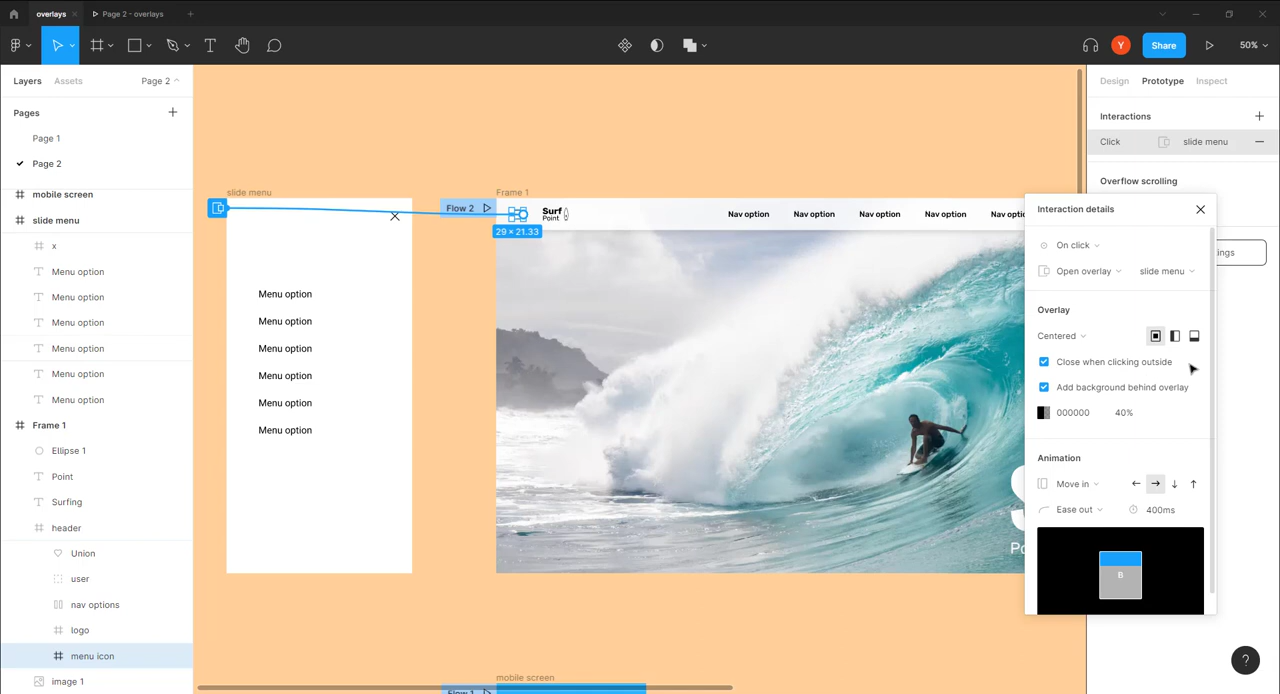 overlays
Page 2 - overlays
Share
50%
Layers
Assets
Page 2
Pages
Page 1
Page 2
mobile screen
slide menu
x
Menu option
Menu option
Menu option
Menu option
Menu option
Menu option
Frame 1
Ellipse 1
Point
Surfing
header
Union
user
nav options
logo
menu icon
image 1
slide menu
Menu option
Menu option
Menu option
Menu option
Menu option
Menu option
Frame 1
Flow 2
29 × 21.33
Surf
Point
Nav option
Nav option
Nav option
Nav option
Nav optio
S
Po
mobile screen
Flow 1
Design
Prototype
Inspect
Interactions
Click
slide menu
Overflow scrolling
ings
Interaction details
On click
Open overlay
slide menu
Overlay
Centered
Close when clicking outside
Add background behind overlay
000000
40%
Animation
Move in
Ease out
400ms
B
?
Y